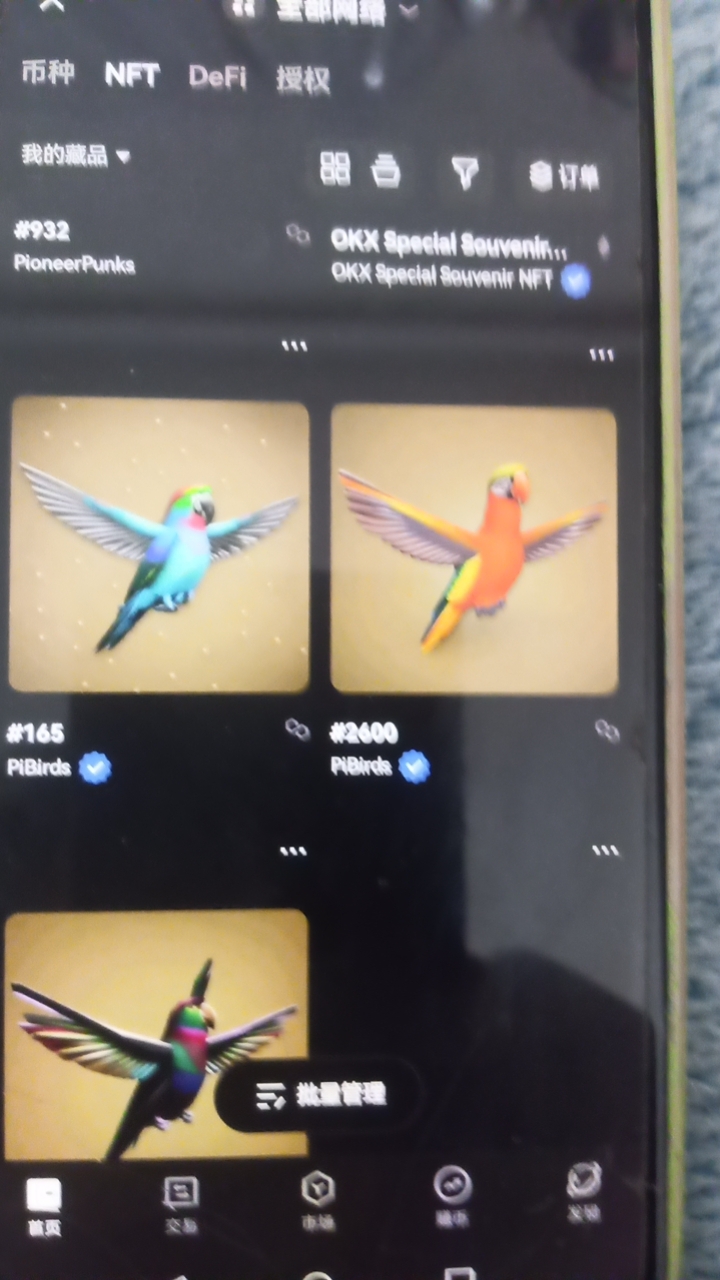 全部网络
币种 NFT DeFi 授权
我的藏品 订单
#932
PioneerPunks
OKX Special Souvenir...
OKX Special Souvenir NFT
#165
PiBirds
#2600
PiBirds
批量管理
首页 交易 市场 发现